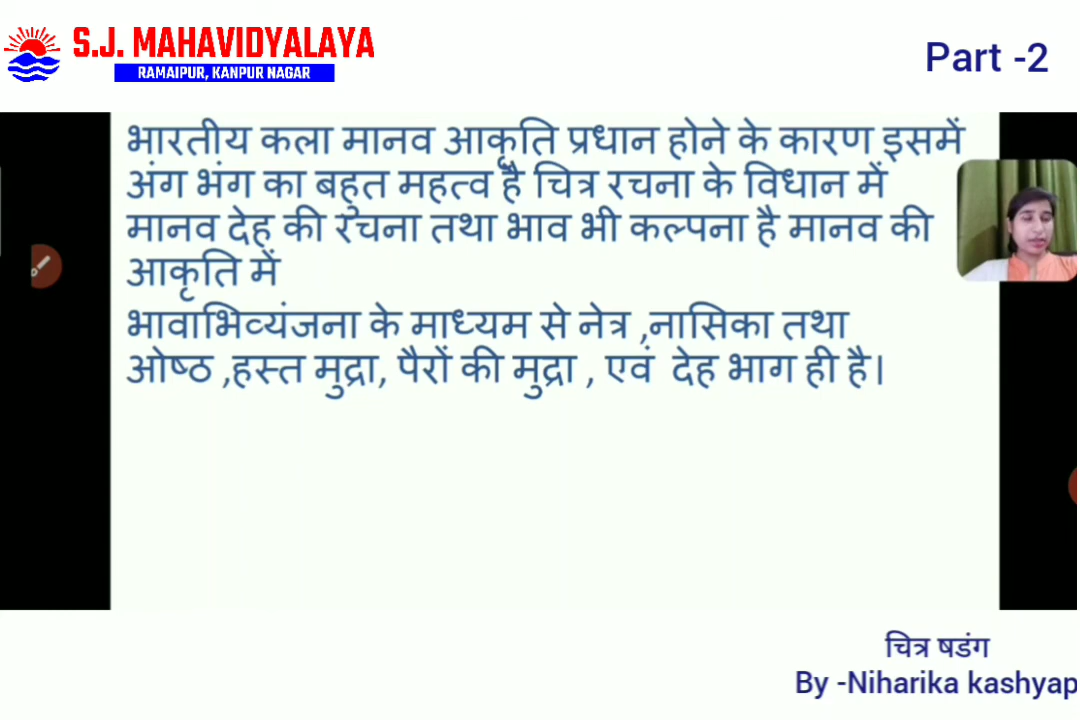 S.J. MAHAVIDYALAYA
RAMAIPUR, KANPUR NAGAR
Part -2
भारतीय कला मानव आकृति प्रधान होने के कारण इसमें
अंग भंग का बहुत महत्व है चित्र रचना के विधान में
मानव देह की रचना तथा भाव भी कल्पना है मानव की
आकृति में
भावाभिव्यंजना के माध्यम से नेत्र ,नासिका तथा
ओष्ठ ,हस्त मुद्रा, पैरों की मुद्रा , एवं देह भाग ही है।
चित्र षडंग
By -Niharika kashyap